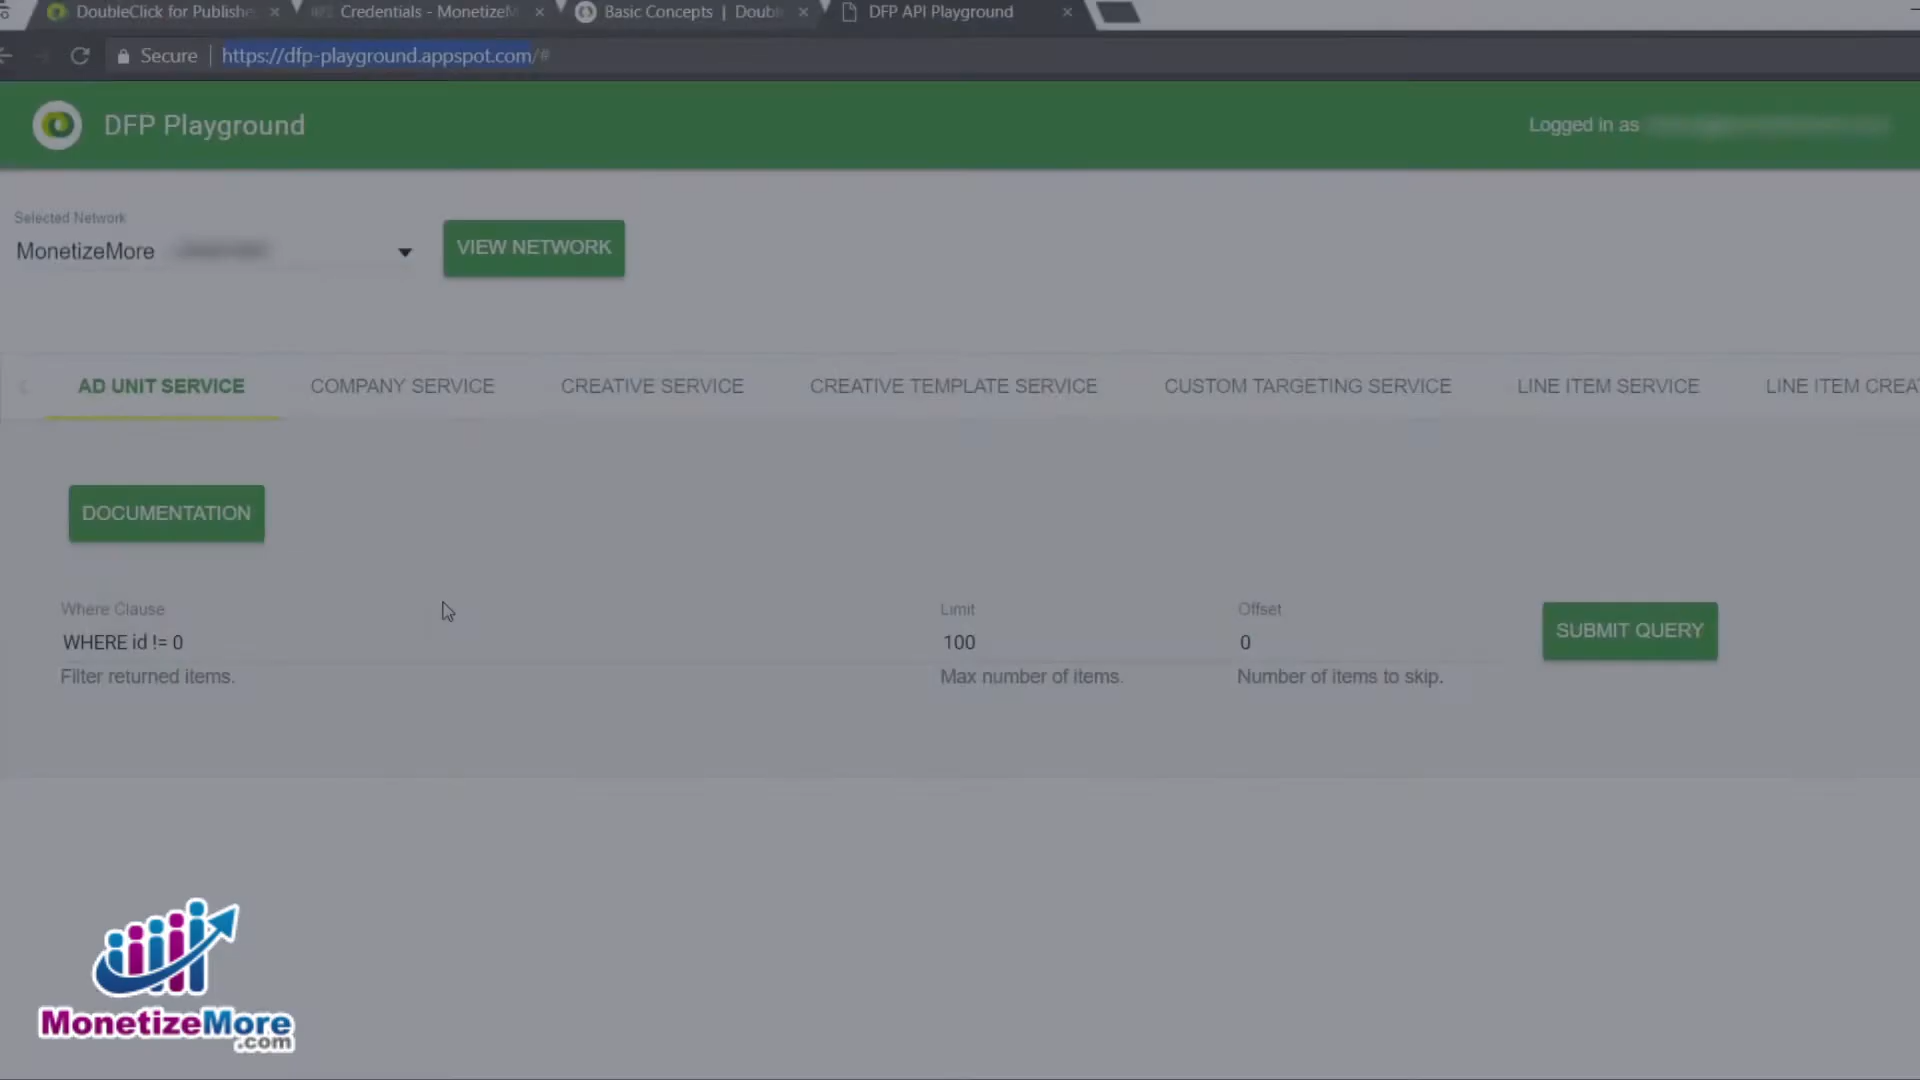 DoubleClick for Publishe
Credentials - MonetizeM
Basic Concepts | Doub
DFP API Playground
Secure
https://dfp-playground.appspot.com/#
DFP Playground
Logged in as
Selected Network
MonetizeMore
VIEW NETWORK
AD UNIT SERVICE
COMPANY SERVICE
CREATIVE SERVICE
CREATIVE TEMPLATE SERVICE
CUSTOM TARGETING SERVICE
LINE ITEM SERVICE
LINE ITEM CREA
DOCUMENTATION
Where Clause
WHERE id != 0
Filter returned items.
Limit
100
Max number of items.
Offset
0
Number of items to skip.
SUBMIT QUERY
MonetizeMore
.com